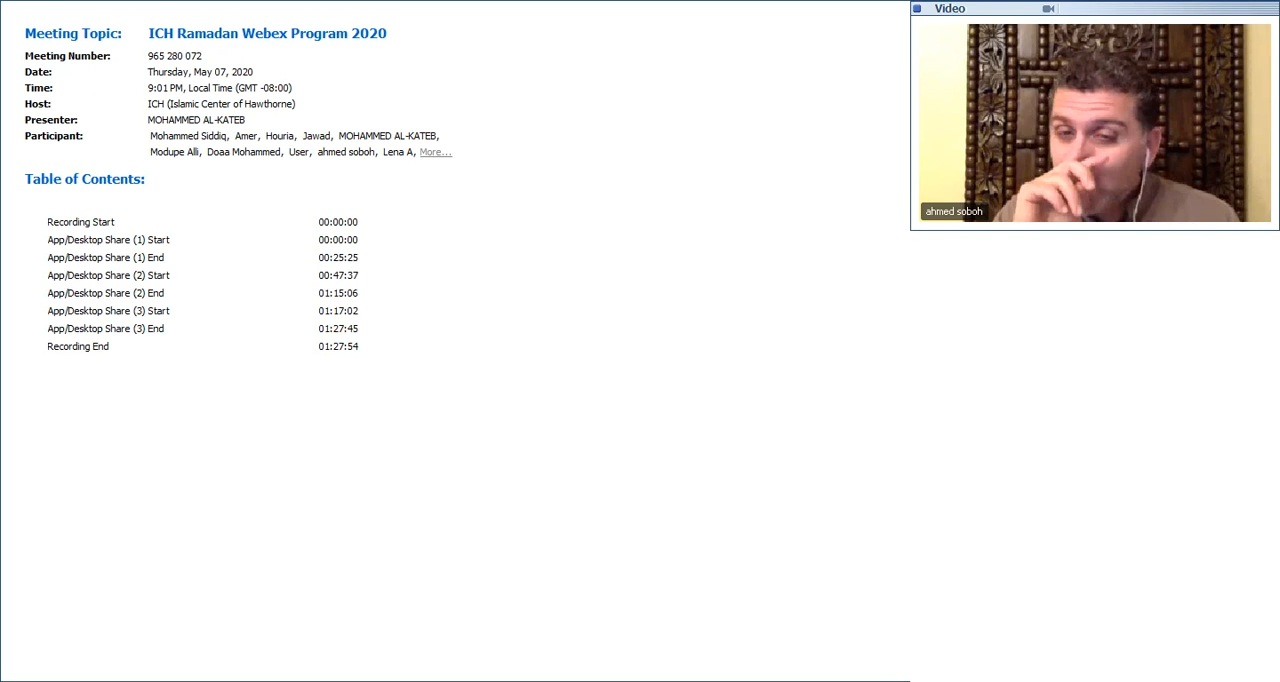 Meeting Topic: ICH Ramadan Webex Program 2020
Meeting Number: 965 280 072
Date: Thursday, May 07, 2020
Time: 9:01 PM, Local Time (GMT -08:00)
Host: ICH (Islamic Center of Hawthorne)
Presenter: MOHAMMED AL-KATEB
Participant: Mohammed Siddiq, Amer, Houria, Jawad, MOHAMMED AL-KATEB,
Modupe Alli, Doaa Mohammed, User, ahmed soboh, Lena A, More...
Table of Contents:
Recording Start 00:00:00
App/Desktop Share (1) Start 00:00:00
App/Desktop Share (1) End 00:25:25
App/Desktop Share (2) Start 00:47:37
App/Desktop Share (2) End 01:15:06
App/Desktop Share (3) Start 01:17:02
App/Desktop Share (3) End 01:27:45
Recording End 01:27:54
Video
ahmed soboh